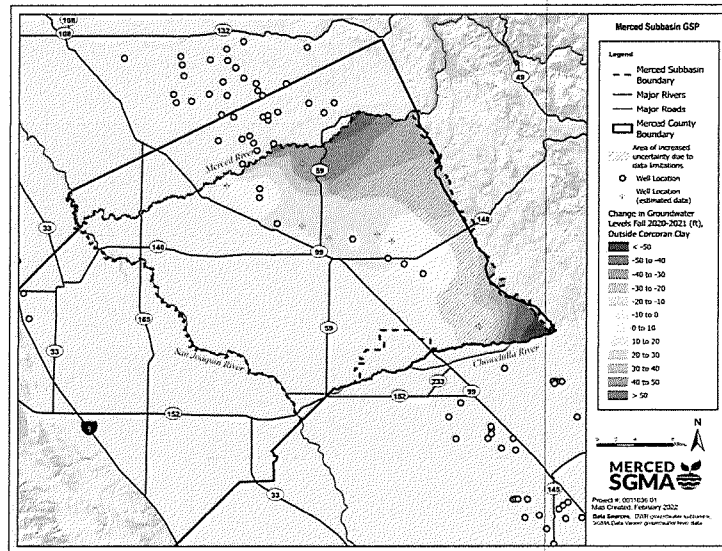 Merced Subbasin GSP
Legend
Merced Subbasin
Boundary
Major Rivers
Major Roads
Merced County
Boundary
Area of increased
uncertainty due to
data limitations
Well Location
Well Location
(estimated data)
Change in Groundwater
Levels Fall 2020-2021 (ft),
Outside Corcoran Clay
< -50
-50 to -40
-40 to -30
-30 to -20
-20 to -10
-10 to 0
0 to 10
10 to 20
20 to 30
30 to 40
40 to 50
> 50
N
MERCED
SGMA
Map Created: February 2022
108
108
132
49
Merced River
59
33
140
140
99
165
59
33
San Joaquin River
Chowchilla River
233
99
152
152
5
33
145